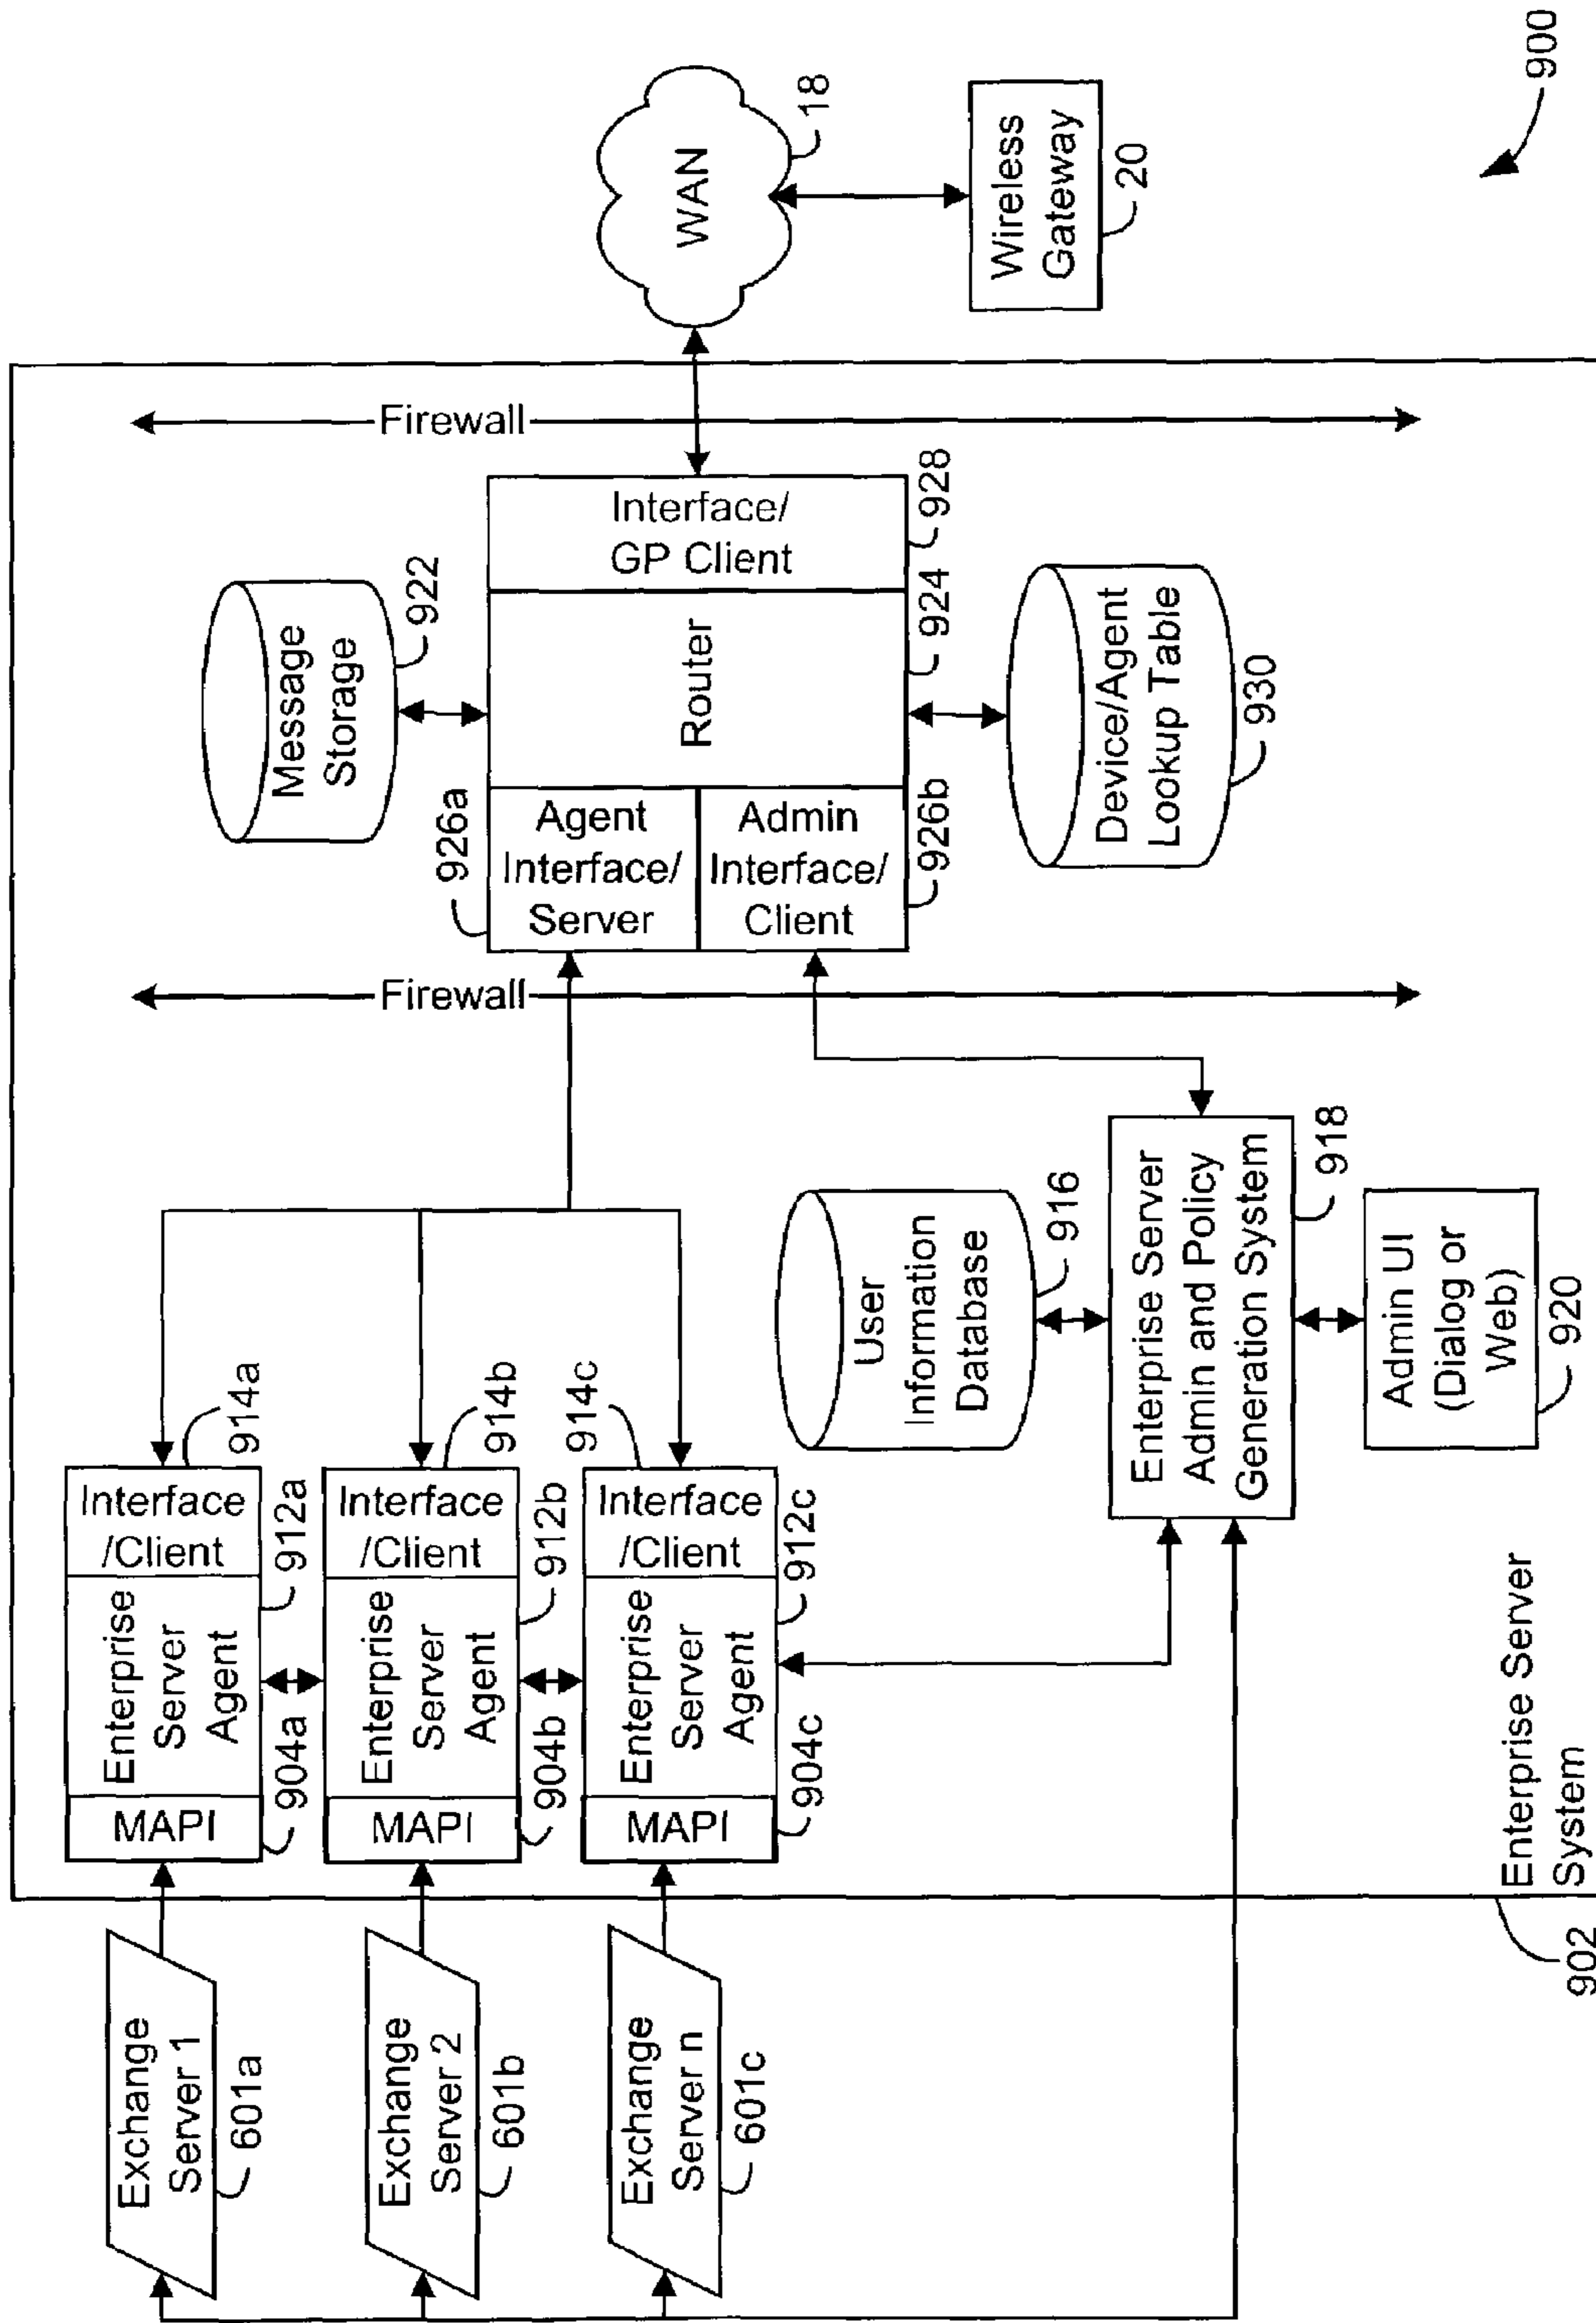 Exchange
Server 1
601a
MAPI
904a
Enterprise
Server
Agent
912a
Interface
/Client
914a
Exchange
Server 2
601b
MAPI
904b
Enterprise
Server
Agent
912b
Interface
/Client
914b
Exchange
Server n
601c
MAPI
904c
Enterprise
Server
Agent
912c
Interface
/Client
914c
User
Information
Database
916
Enterprise Server
Admin and Policy
Generation System
918
Admin UI
(Dialog or
Web)
920
Firewall
Message
Storage
922
926a
Agent
Interface/
Server
Admin
Interface/
Client
926b
Router
924
Interface/
GP Client
928
Device/Agent
Lookup Table
930
Firewall
WAN
18
Wireless
Gateway
20
900
Enterprise Server
System
902